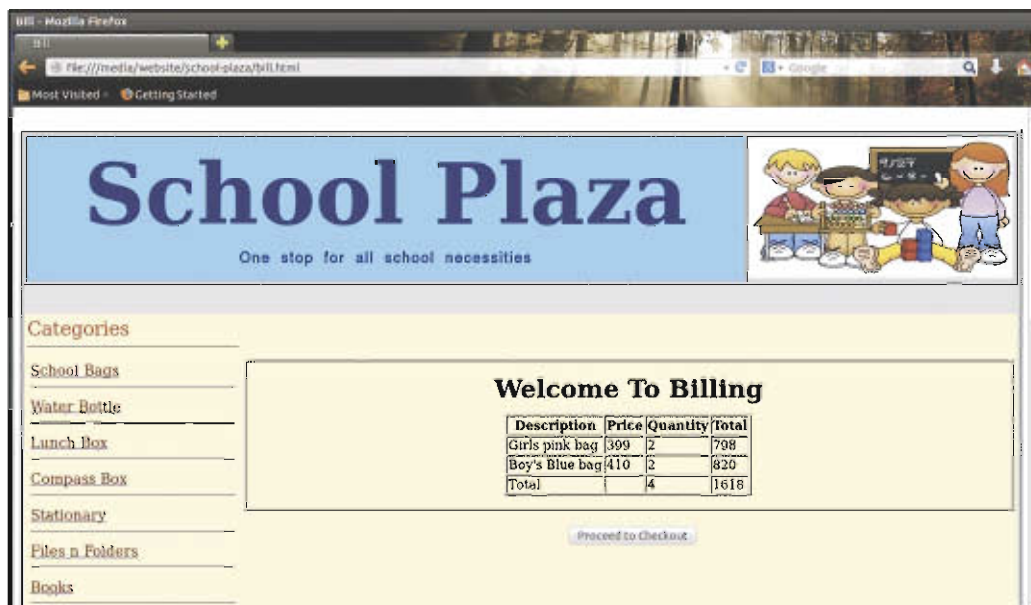 Bill - Mozilla Firefox
Bill
file:///media/website/school-plaza/bill.html
Google
Most Visited
Getting Started
School Plaza
One stop for all school necessities
Categories
School Bags
Water Bottle
Lunch Box
Compass Box
Stationary
Files n Folders
Books
Welcome To Billing
Description Price Quantity Total
Girls pink bag 399 2 798
Boy's Blue bag 410 2 820
Total 4 1618
Proceed to Checkout